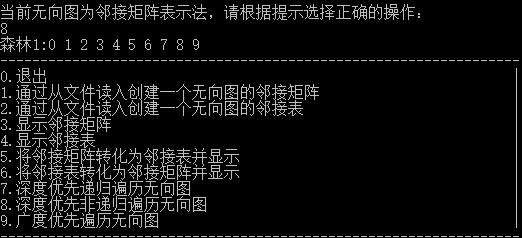 当前无向图为邻接矩阵表示法，请根据提示选择正确的操作：
8
森林1:0 1 2 3 4 5 6 7 8 9
0.退出
1.通过从文件读入创建一个无向图的邻接矩阵
2.通过从文件读入创建一个无向图的邻接表
3.显示邻接矩阵
4.显示邻接表
5.将邻接矩阵转化为邻接表并显示
6.将邻接表转化为邻接矩阵并显示
7.深度优先递归遍历无向图
8.深度优先非递归遍历无向图
9.广度优先遍历无向图